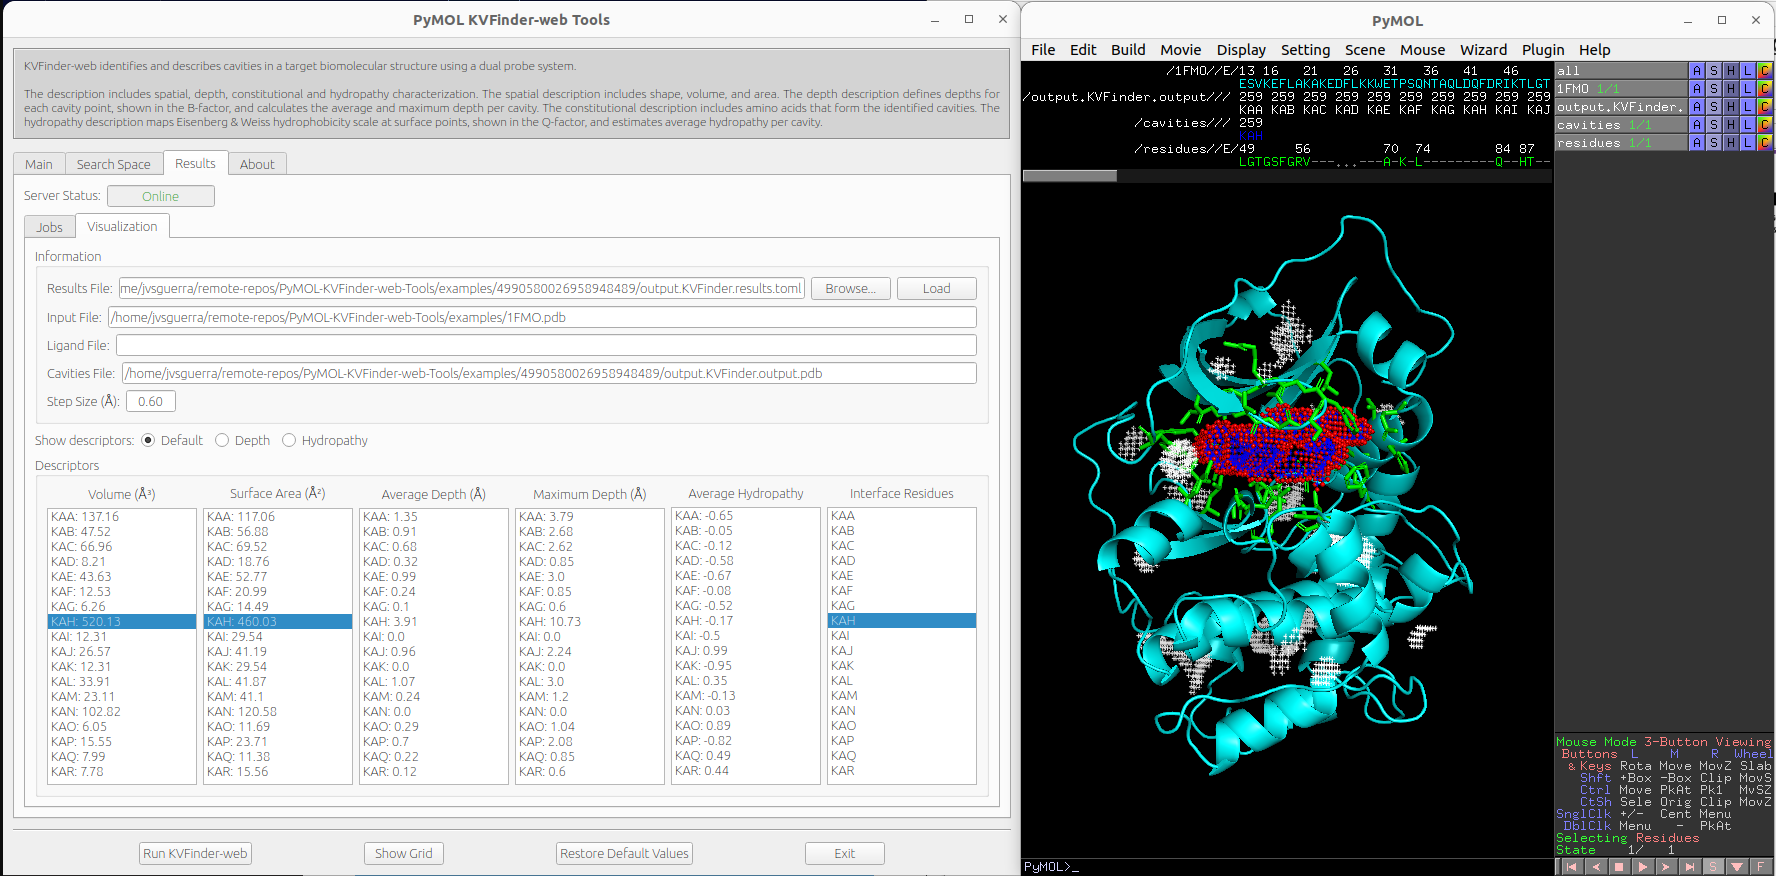 PyMOL KVFinder-web Tools
KVFinder-web identifies and describes cavities in a target biomolecular structure using a dual probe system.
The description includes spatial, depth, constitutional and hydropathy characterization. The spatial description includes shape, volume, and area. The depth description defines depths for
each cavity point, shown in the B-factor, and calculates the average and maximum depth per cavity. The constitutional description includes amino acids that form the identified cavities. The
hydropathy description maps Eisenberg & Weiss hydrophobicity scale at surface points, shown in the Q-factor, and estimates average hydropathy per cavity.
Main Search Space Results About
Server Status: Online
Jobs Visualization
Information
Results File: me/jvsguerra/remote-repos/PyMOL-KVFinder-web-Tools/examples/4990580026958948489/output.KVFinder.results.toml Browse... Load
Input File: /home/jvsguerra/remote-repos/PyMOL-KVFinder-web-Tools/examples/1FMO.pdb
Ligand File:
Cavities File: /home/jvsguerra/remote-repos/PyMOL-KVFinder-web-Tools/examples/4990580026958948489/output.KVFinder.output.pdb
Step Size (Å): 0.60
Show descriptors: Default Depth Hydropathy
Descriptors
Volume (Å³) Surface Area (Å²) Average Depth (Å) Maximum Depth (Å) Average Hydropathy Interface Residues
KAA: 137.16 KAA: 117.06 KAA: 1.35 KAA: 3.79 KAA: -0.65 KAA
KAB: 47.52 KAB: 56.88 KAB: 0.91 KAB: 2.68 KAB: -0.05 KAB
KAC: 66.96 KAC: 69.52 KAC: 0.68 KAC: 2.62 KAC: -0.12 KAC
KAD: 8.21 KAD: 18.76 KAD: 0.32 KAD: 0.85 KAD: -0.58 KAD
KAE: 43.63 KAE: 52.77 KAE: 0.99 KAE: 3.0 KAE: -0.67 KAE
KAF: 12.53 KAF: 20.99 KAF: 0.24 KAF: 0.85 KAF: -0.08 KAF
KAG: 6.26 KAG: 14.49 KAG: 0.1 KAG: 0.6 KAG: -0.52 KAG
KAH: 520.13 KAH: 460.03 KAH: 3.91 KAH: 10.73 KAH: -0.17 KAH
KAI: 12.31 KAI: 29.54 KAI: 0.0 KAI: 0.0 KAI: -0.5 KAI
KAJ: 26.57 KAJ: 41.19 KAJ: 0.96 KAJ: 2.24 KAJ: 0.99 KAJ
KAK: 12.31 KAK: 29.54 KAK: 0.0 KAK: 0.0 KAK: -0.95 KAK
KAL: 33.91 KAL: 41.87 KAL: 1.07 KAL: 3.0 KAL: 0.35 KAL
KAM: 23.11 KAM: 41.1 KAM: 0.24 KAM: 1.2 KAM: -0.13 KAM
KAN: 102.82 KAN: 120.58 KAN: 0.0 KAN: 0.0 KAN: 0.03 KAN
KAO: 6.05 KAO: 11.69 KAO: 0.29 KAO: 1.04 KAO: 0.89 KAO
KAP: 15.55 KAP: 23.71 KAP: 0.7 KAP: 2.08 KAP: -0.82 KAP
KAQ: 7.99 KAQ: 11.38 KAQ: 0.22 KAQ: 0.85 KAQ: 0.49 KAQ
KAR: 7.78 KAR: 15.56 KAR: 0.12 KAR: 0.6 KAR: 0.44 KAR
Run KVFinder-web Show Grid Restore Default Values Exit
PyMOL
File Edit Build Movie Display Setting Scene Mouse Wizard Plugin Help
/1FMO//E/13 16 21 26 31 36 41 46
ESVKEFLAKAKEDFLKKWETPSQNTAQLDQFDRIKTLGT
/output.KVFinder.output/// 259 259 259 259 259 259 259 259 259 259
KAA KAB KAC KAD KAE KAF KAG KAH KAI KAJ
/cavities/// 259
KAH
/residues//E/49 56 70 74 84 87
LGTGSFGRV---...---A-K-L---------Q--HT--
all A S H L C
1FMO 1/1 A S H L C
output.KVFinder. A S H L C
cavities 1/1 A S H L C
residues 1/1 A S H L C
Mouse Mode 3-Button Viewing
Buttons L M R Wheel
& Keys Rota Move MovZ Slab
Shft +Box -Box Clip MovS
Ctrl Move PkAt Pk1 MvSZ
CtSh Sele Orig Clip MovZ
SnglClk +/- Cent Menu
DblClk Menu - PkAt
Selecting Residues
State 1/ 1
S F
PyMOL>_